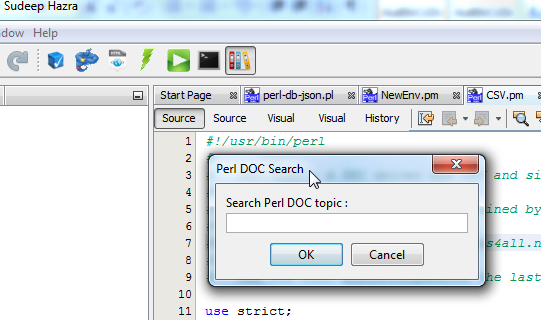 Sudeep Hazra
ndow Help
Start Page perl-db-json.pl NewEnv.pm CSV.pm
Source Source Visual Visual History
1 #!/usr/bin/perl
2 #
3 # and si
4 #
5 # ined by
6 #
7 # s4all.n
8 #
9 # he last
10
11 use strict;
Perl DOC Search
Search Perl DOC topic :
OK Cancel